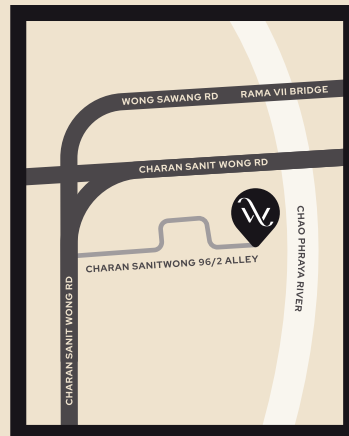 WONG SAWANG RD
RAMA VII BRIDGE
CHARAN SANIT WONG RD
CHAO PHRAYA RIVER
CHARAN SANITWONG 96/2 ALLEY
CHARAN SANIT WONG RD